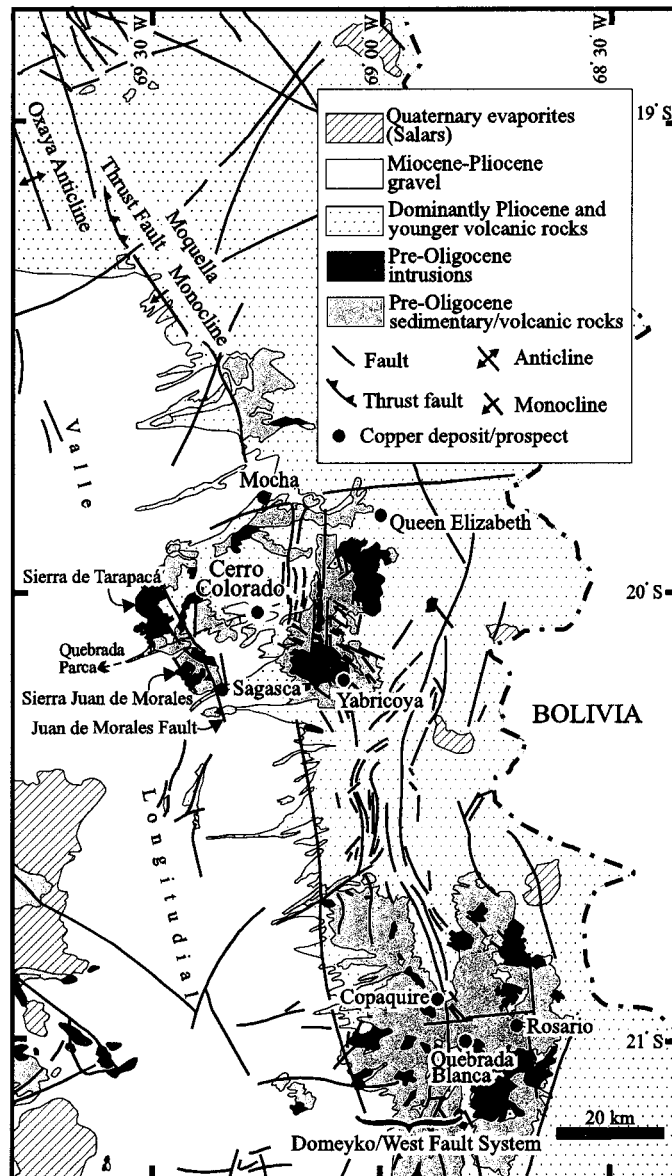 69° 30' W
69° 00' W
68° 30' W
19° S
Quaternary evaporites
(Salars)
Miocene-Pliocene
gravel
Dominantly Pliocene and
younger volcanic rocks
Pre-Oligocene
intrusions
Pre-Oligocene
sedimentary/volcanic rocks
Fault
Anticline
Thrust fault
Monocline
Copper deposit/prospect
Oxaya Anticline
Thrust Fault
Moquella
Monocline
Valle
Mocha
Queen Elizabeth
Sierra de Tarapacá
Cerro
Colorado
20° S
Quebrada
Parca
Sierra Juan de Morales
Sagasca
Yabricoya
Juan de Morales Fault
BOLIVIA
Longitudial
Copaquire
Rosario
21° S
Quebrada
Blanca
20 km
Domeyko/West Fault System